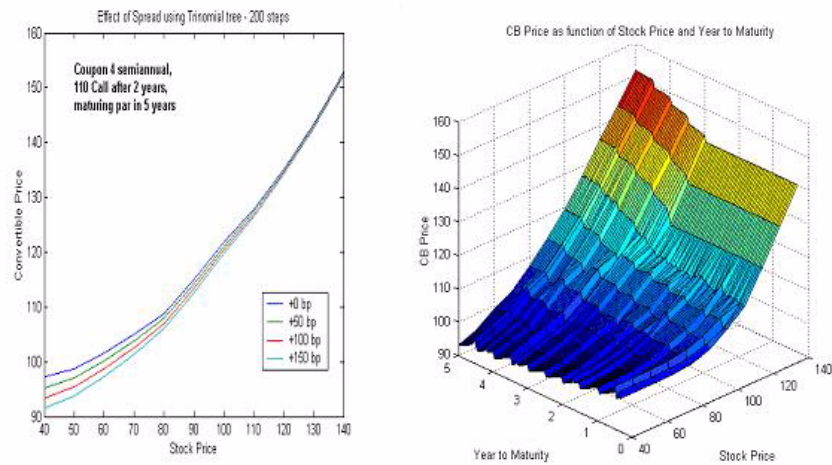 Effect of Spread using Trinomial tree - 200 steps
160
150
140
130
120
110
100
90
Convertible Price
Coupon 4 semiannual,
110 Call after 2 years,
maturing par in 5 years
+0 bp
+50 bp
+100 bp
+150 bp
40 50 60 70 80 90 100 110 120 130 140
Stock Price
CB Price as function of Stock Price and Year to Maturity
160
150
140
130
120
110
100
90
CB Price
5 4 3 2 1 0
Year to Maturity
40 60 80 100 120 140
Stock Price